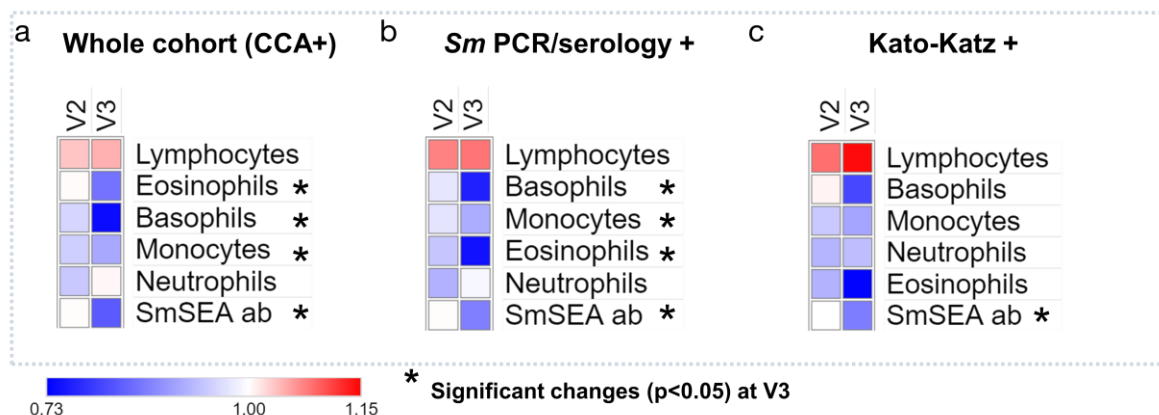 a Whole cohort (CCA+)
V2 V3
Lymphocytes
Eosinophils *
Basophils *
Monocytes *
Neutrophils
SmSEA ab *
b Sm PCR/serology +
V2 V3
Lymphocytes
Basophils *
Monocytes *
Eosinophils *
Neutrophils
SmSEA ab *
c Kato-Katz +
V2 V3
Lymphocytes
Basophils
Monocytes
Neutrophils
Eosinophils
SmSEA ab *
0.73 1.00 1.15
* Significant changes (p<0.05) at V3